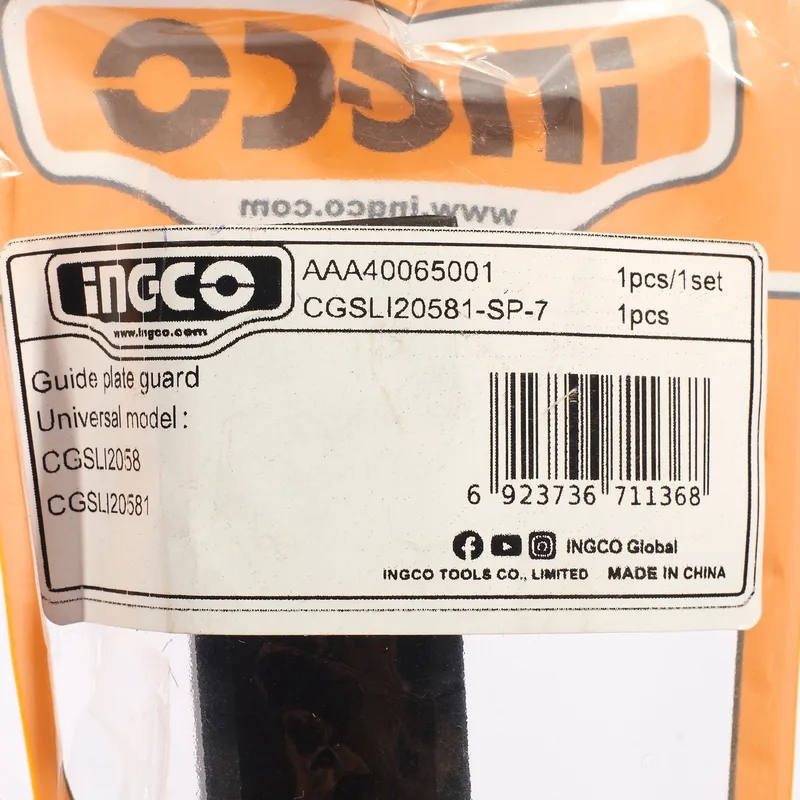 INGCO
www.ingco.com
INGCO
www.ingco.com
AAA40065001
1pcs/1set
CGSLI20581-SP-7
1pcs
Guide plate guard
Universal model:
CGSLI2058
CGSLI20581
6 923736 711368
INGCO Global
INGCO TOOLS CO., LIMITED MADE IN CHINA